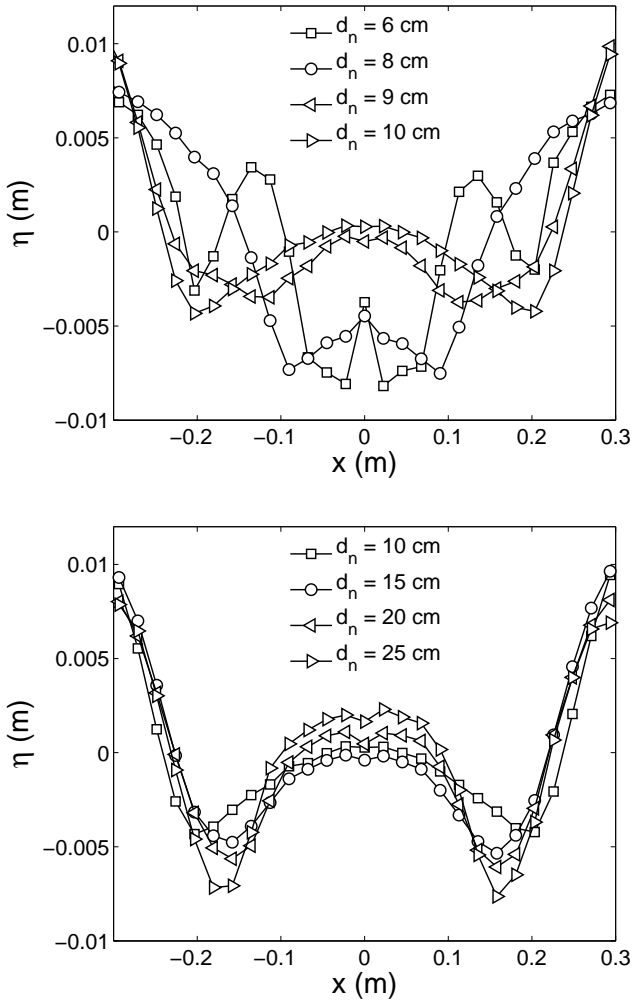 0.01
0.005
0
−0.005
−0.01
η (m)
d_n = 6 cm
d_n = 8 cm
d_n = 9 cm
d_n = 10 cm
−0.2 −0.1 0 0.1 0.2 0.3
x (m)
0.01
0.005
0
−0.005
−0.01
η (m)
d_n = 10 cm
d_n = 15 cm
d_n = 20 cm
d_n = 25 cm
−0.2 −0.1 0 0.1 0.2 0.3
x (m)